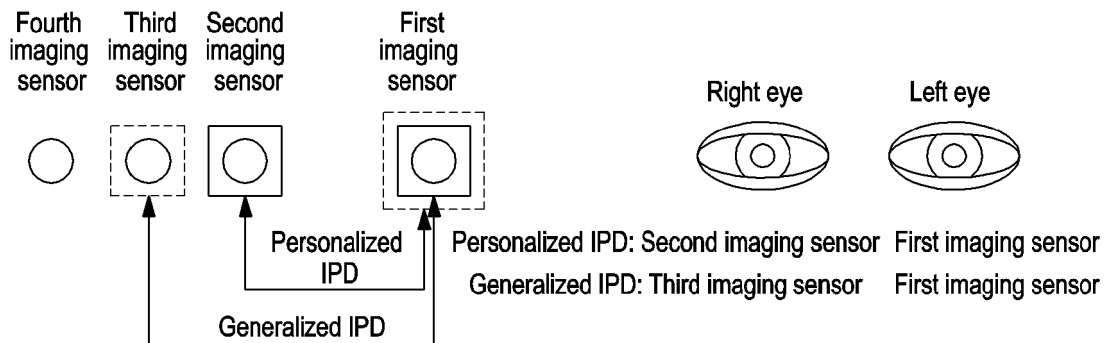 Fourth
imaging
sensor
Third
imaging
sensor
Second
imaging
sensor
First
imaging
sensor
Right eye
Left eye
Personalized
IPD
Generalized IPD
Personalized IPD: Second imaging sensor First imaging sensor
Generalized IPD: Third imaging sensor First imaging sensor